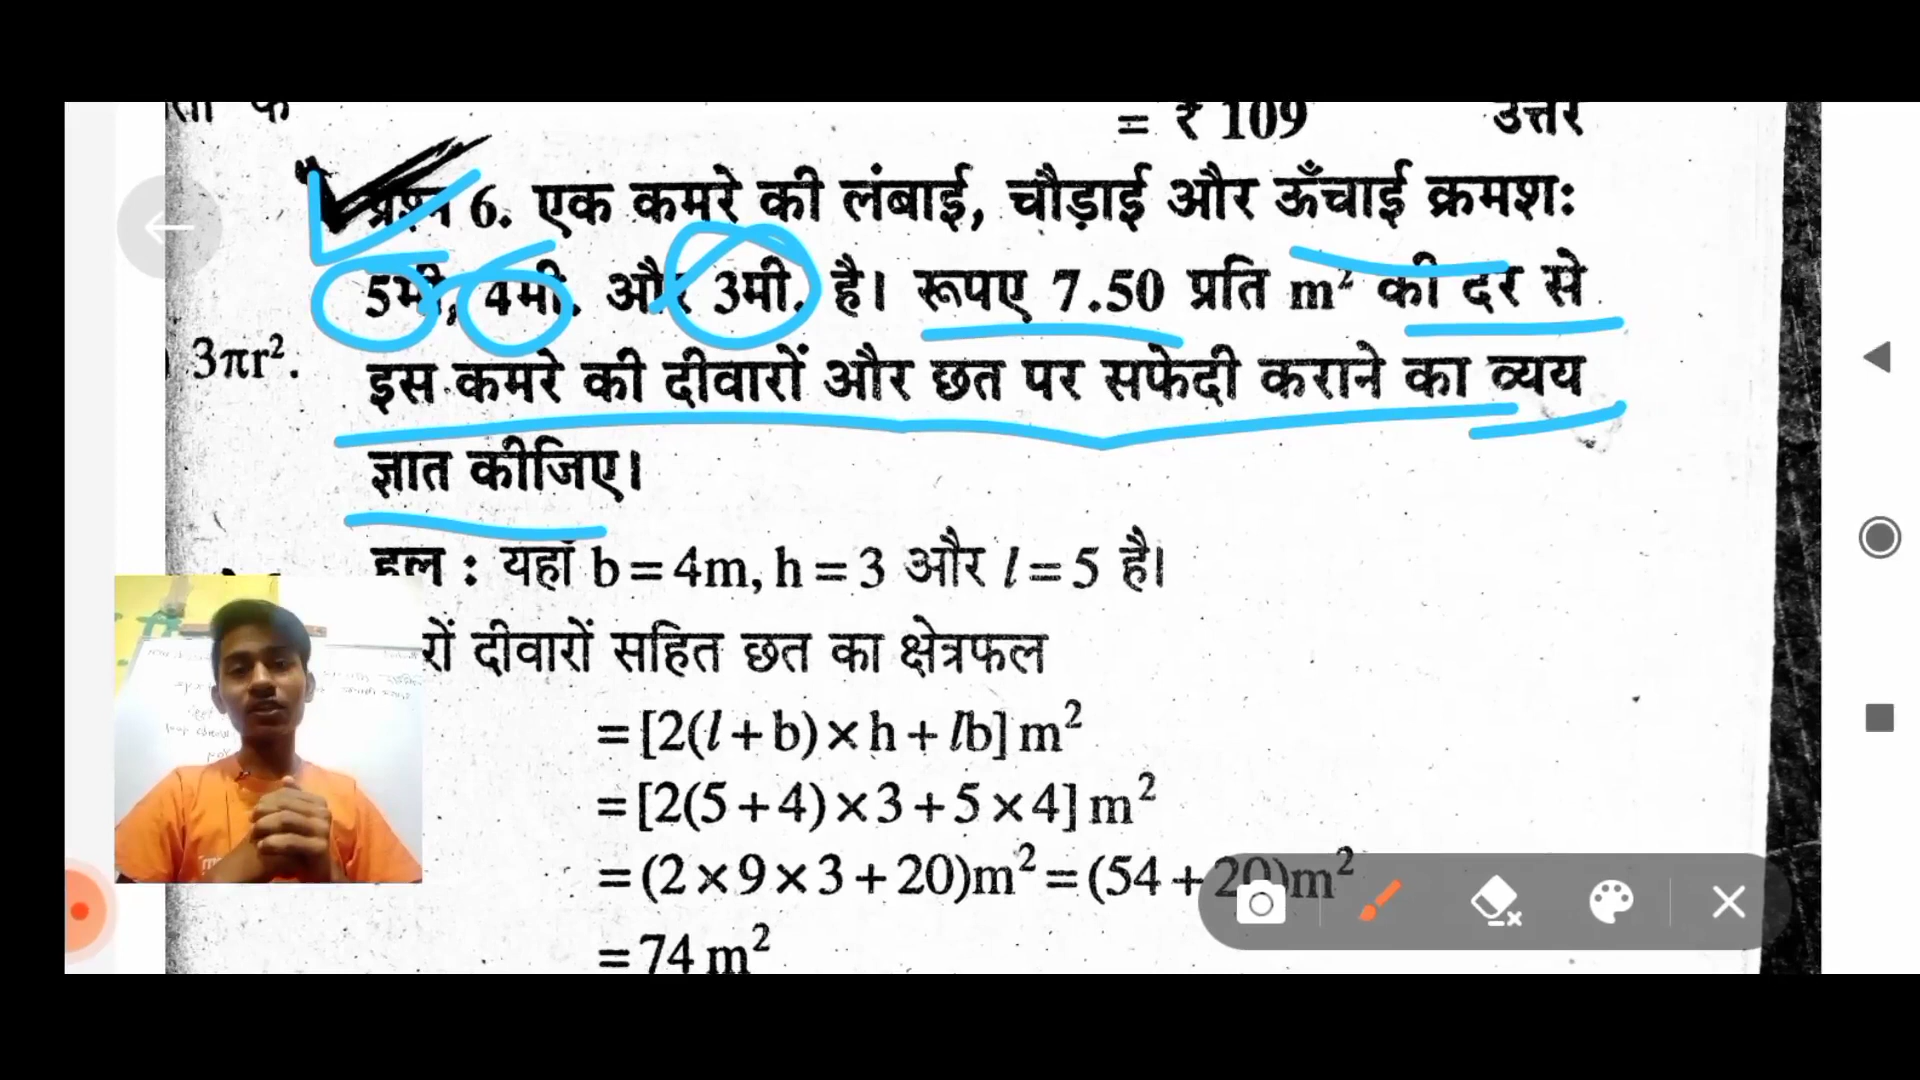 = ₹ 109 उत्तर
प्रश्न 6. एक कमरे की लंबाई, चौड़ाई और ऊँचाई क्रमशः
5मी, 4मी. और 3मी. है। रूपए 7.50 प्रति m² की दर से
3πr².
इस कमरे की दीवारों और छत पर सफेदी कराने का व्यय
ज्ञात कीजिए।
हल : यहाँ b=4m, h=3 और l=5 है।
दीवारों सहित छत का क्षेत्रफल
=[2(l+b)×h+lb] m²
=[2(5+4)×3+5×4] m²
=(2×9×3+20)m²=(54+20)m²
=74 m²